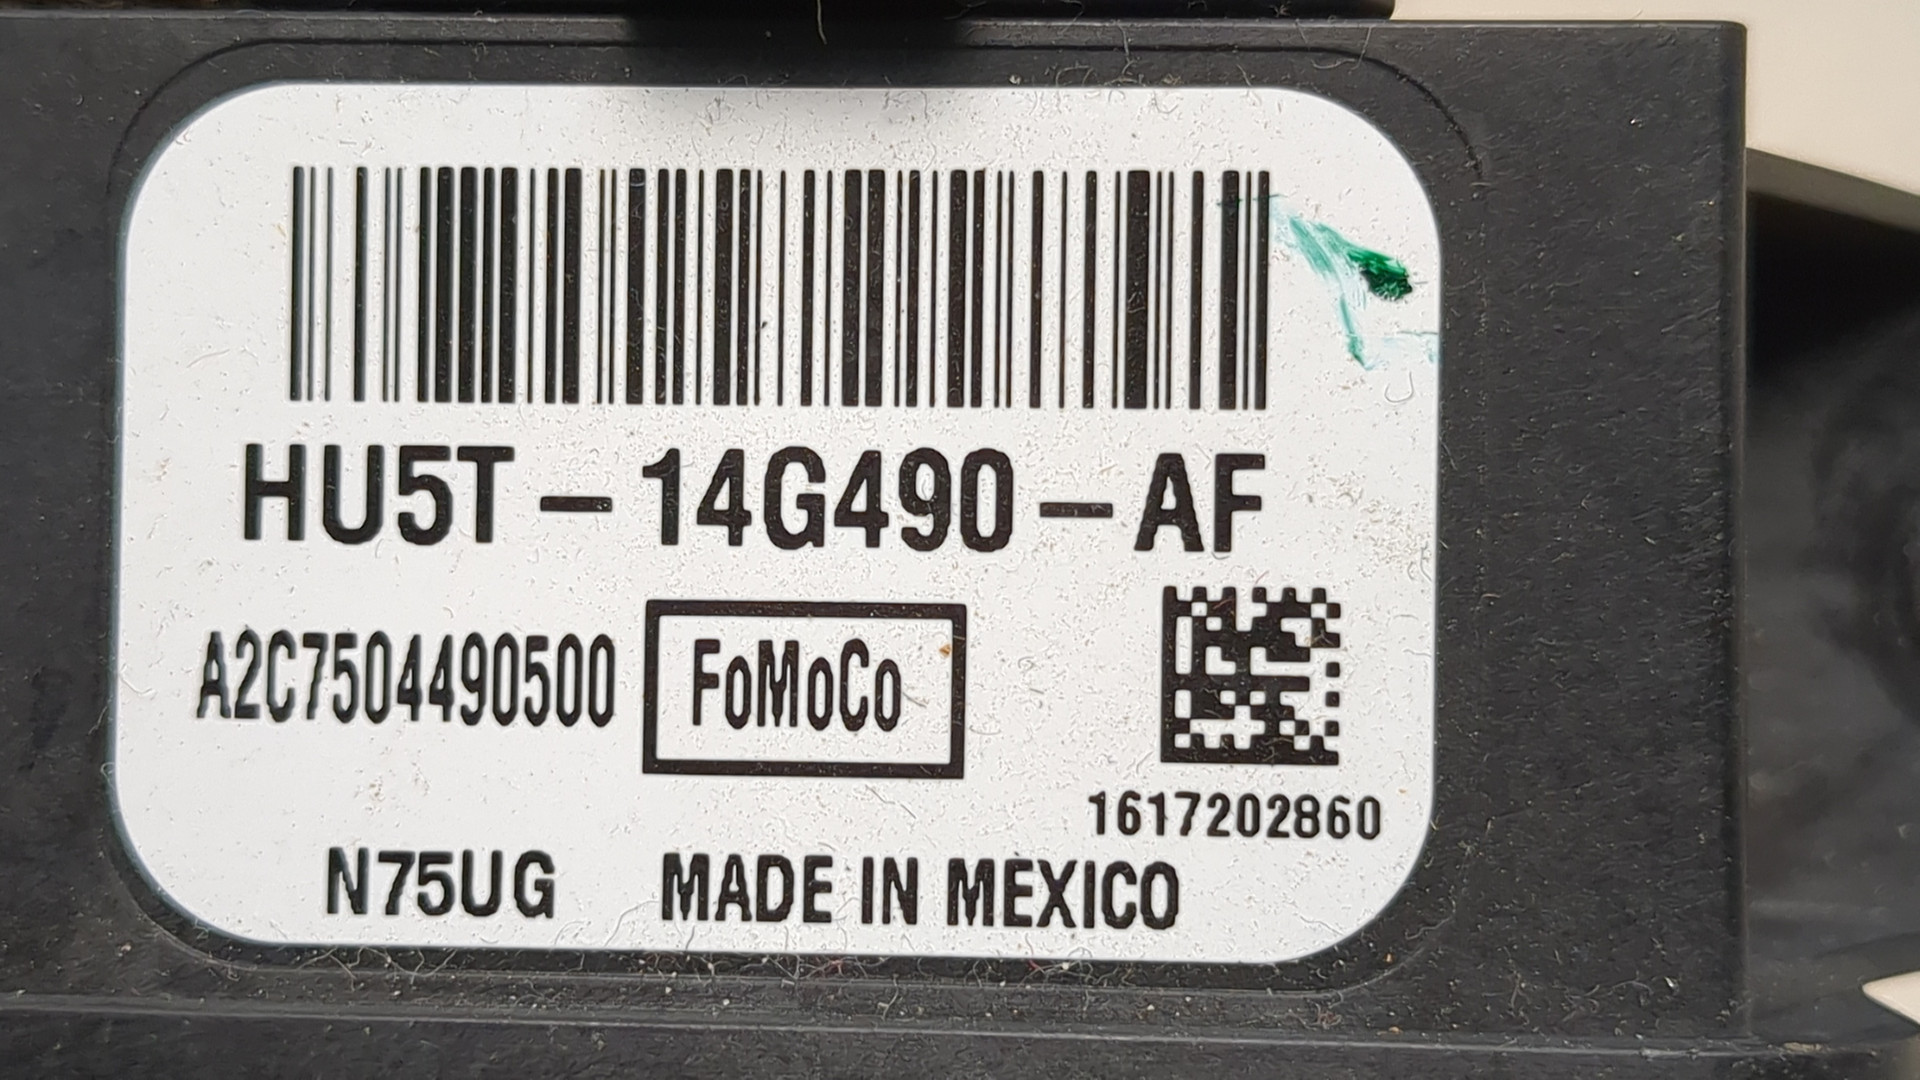 HU5T-14G490-AF
A2C7504490500
FoMoCo
1617202860
N75UG MADE IN MEXICO